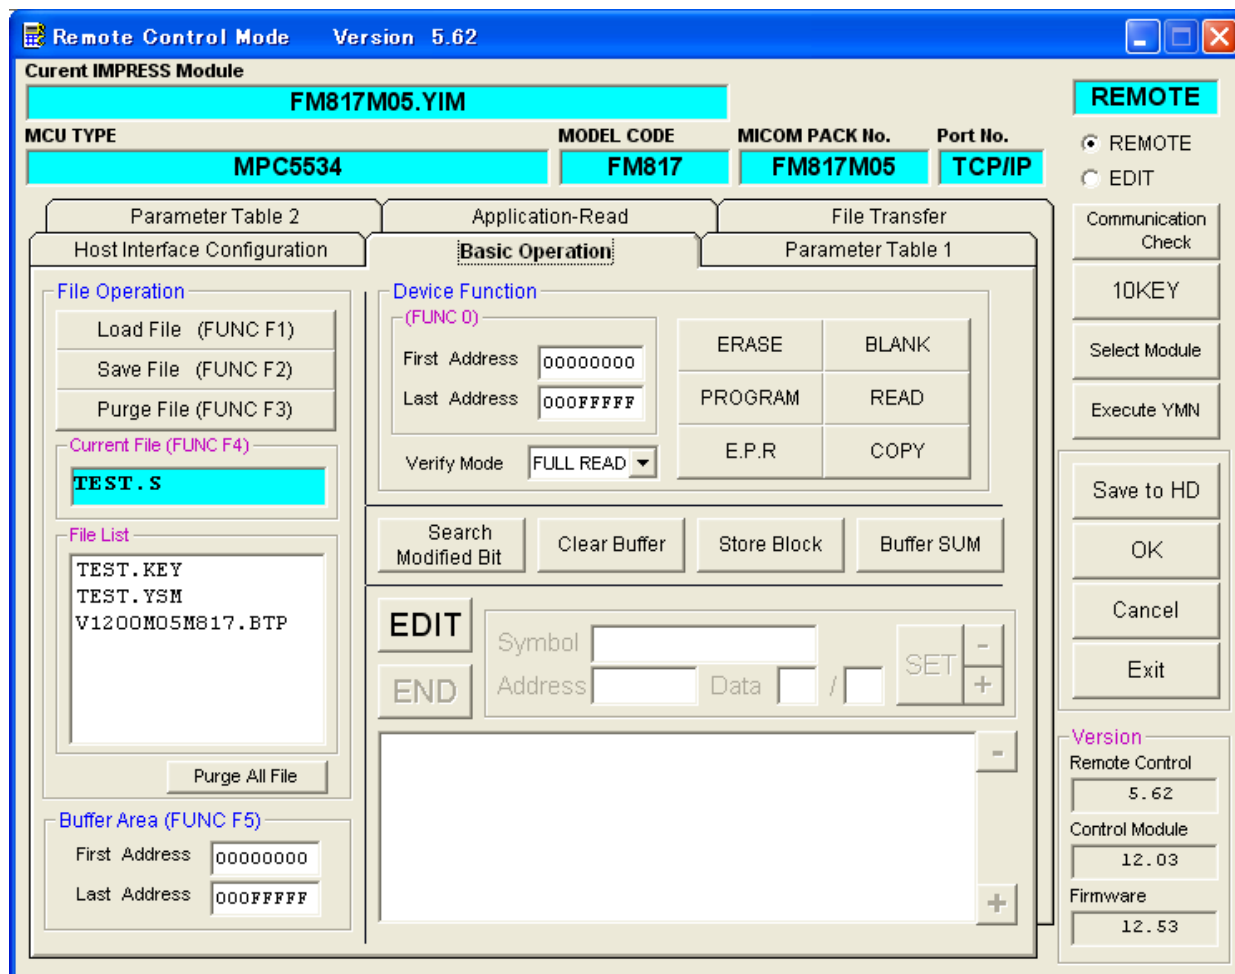 Remote Control Mode Version 5.62
Curent IMPRESS Module
FM817M05.YIM
REMOTE
MCU TYPE MODEL CODE MICOM PACK No. Port No.
MPC5534 FM817 FM817M05 TCP/IP
REMOTE
EDIT
Parameter Table 2 Application-Read File Transfer
Host Interface Configuration Basic Operation Parameter Table 1
Communication
Check
10KEY
Select Module
Execute YMN
File Operation
Load File (FUNC F1)
Save File (FUNC F2)
Purge File (FUNC F3)
Current File (FUNC F4)
TEST.S
File List
TEST.KEY
TEST.YSM
V1200M05M817.BTP
Purge All File
Buffer Area (FUNC F5)
First Address 00000000
Last Address 000FFFFF
Device Function
(FUNC 0)
First Address 00000000
Last Address 000FFFFF
Verify Mode FULL READ
ERASE BLANK
PROGRAM READ
E.P.R COPY
Search
Modified Bit
Clear Buffer
Store Block
Buffer SUM
EDIT
END
Symbol
Address Data /
SET
-
+
-
+
Save to HD
OK
Cancel
Exit
Version
Remote Control
5.62
Control Module
12.03
Firmware
12.53